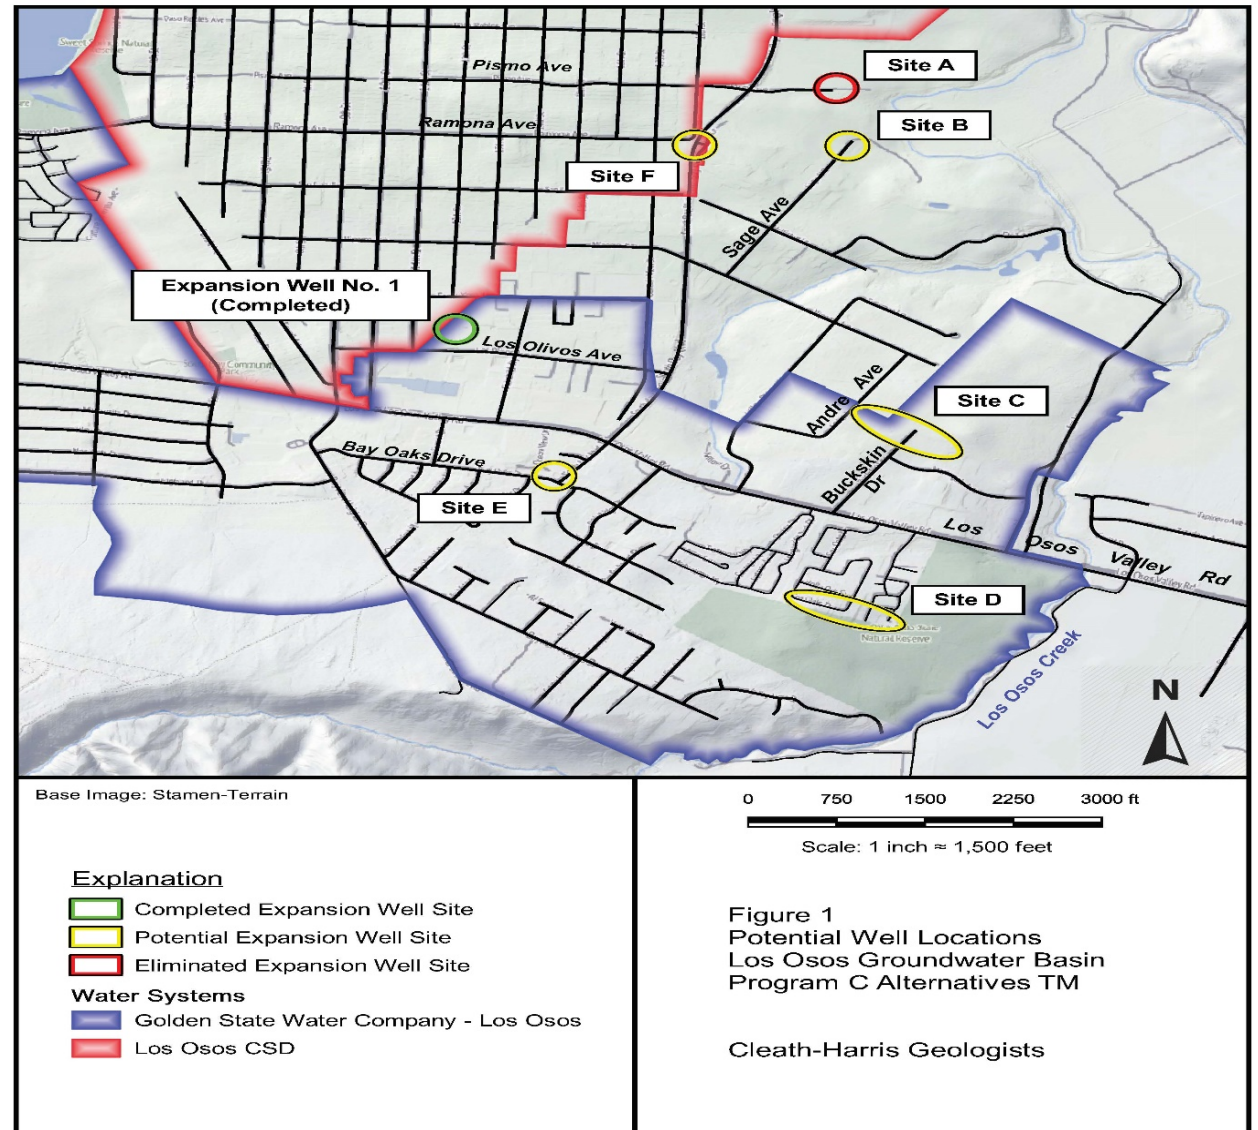 Pismo Ave
Site A
Ramona Ave
Site B
Site F
Sage Ave
Expansion Well No. 1
(Completed)
Los Olivos Ave
Andre Ave
Site C
Bay Oaks Drive
Buckskin
Dr
Site E
Los Osos Valley Rd
Site D
Natural Reserve
Los Osos Creek
N
Base Image: Stamen-Terrain
0 750 1500 2250 3000 ft
Scale: 1 inch ≈ 1,500 feet
Explanation
Completed Expansion Well Site
Potential Expansion Well Site
Eliminated Expansion Well Site
Water Systems
Golden State Water Company - Los Osos
Los Osos CSD
Figure 1
Potential Well Locations
Los Osos Groundwater Basin
Program C Alternatives TM
Cleath-Harris Geologists